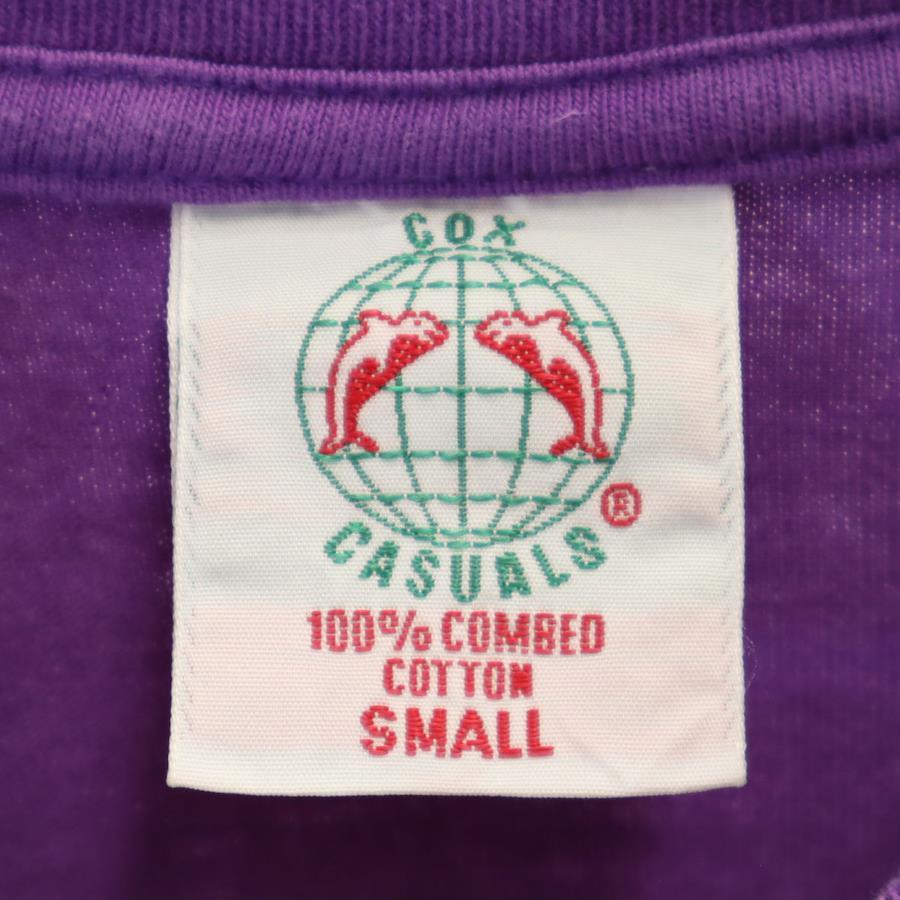 COX
CASUALS ®
100% COMBED
COTTON
SMALL